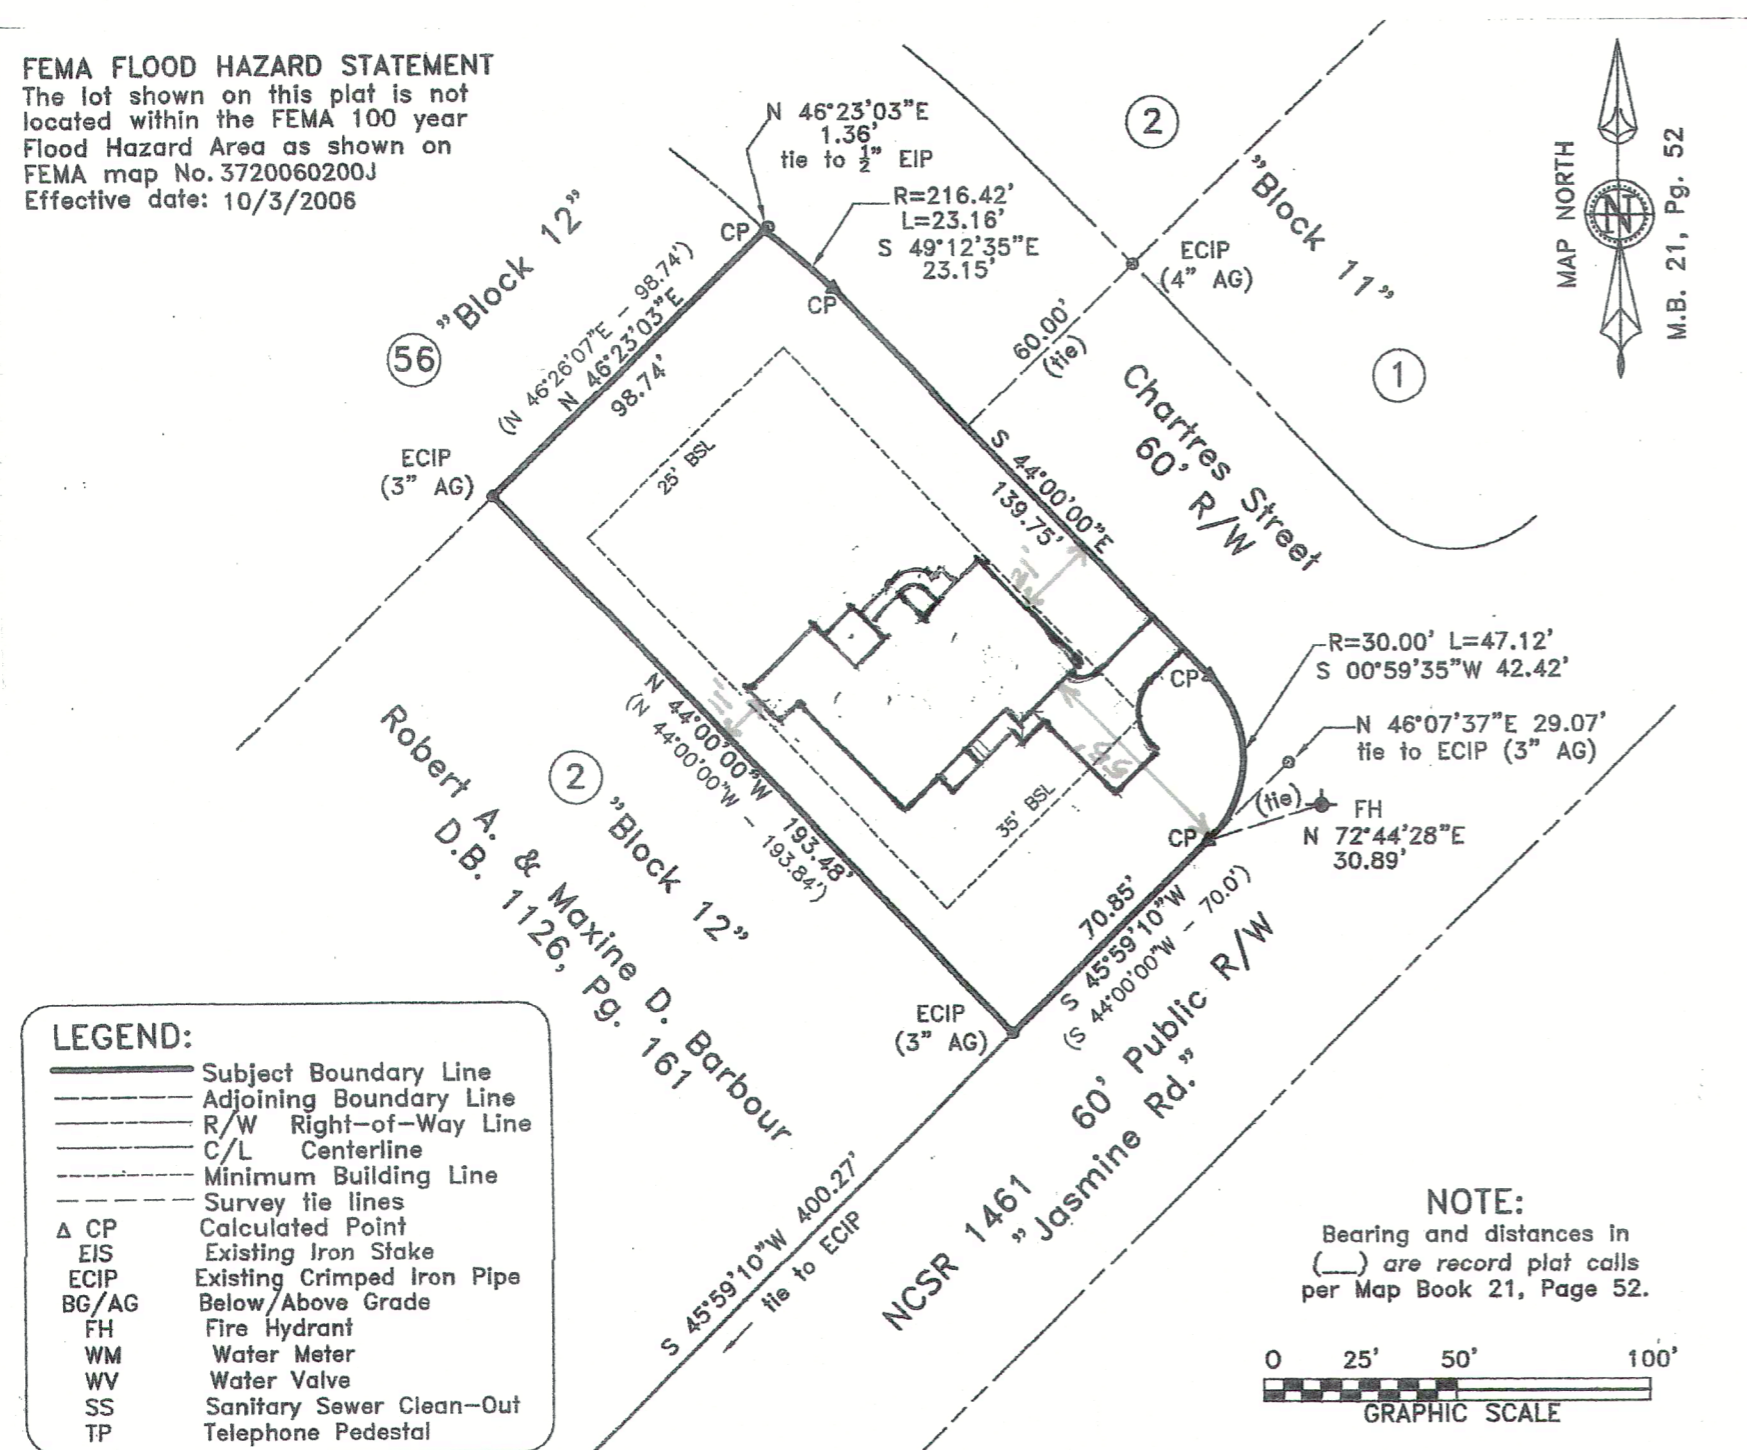 FEMA FLOOD HAZARD STATEMENT
The lot shown on this plat is not
located within the FEMA 100 year
Flood Hazard Area as shown on
FEMA map No. 3720060200J
Effective date: 10/3/2006
N 46°23'03"E
1.36'
tie to ½" EIP
R=216.42'
L=23.16'
S 49°12'35"E
23.15'
CP
CP
2
"Block 11"
ECIP
(4" AG)
MAP NORTH
N
M.B. 21, Pg. 52
"Block 12"
56
(N 46°26'07"E – 98.74')
N 46°23'03"E
98.74'
60.00'
(tie)
1
Chartres Street
60' R/W
ECIP
(3" AG)
25' BSL
S 44°00'00"E
139.75'
21'
R=30.00' L=47.12'
S 00°59'35"W 42.42'
CP
N 46°07'37"E 29.07'
tie to ECIP (3" AG)
(tie)
FH
N 72°44'28"E
30.89'
CP
11'
N 44°00'00"W 193.48'
(N 44°00'00"W – 193.84')
35' BSL
Robert A. & Maxine D. Barbour
D.B. 1126, Pg. 161
2
"Block 12"
70.85'
S 45°59'10"W
(S 44°00'00"W – 70.0')
ECIP
(3" AG)
60' Public R/W
NCSR 1461
"Jasmine Rd."
S 45°59'10"W 400.27'
tie to ECIP
LEGEND:
Subject Boundary Line
Adjoining Boundary Line
R/W Right-of-Way Line
C/L Centerline
Minimum Building Line
Survey tie lines
Δ CP Calculated Point
EIS Existing Iron Stake
ECIP Existing Crimped Iron Pipe
BG/AG Below/Above Grade
FH Fire Hydrant
WM Water Meter
WV Water Valve
SS Sanitary Sewer Clean-Out
TP Telephone Pedestal
NOTE:
Bearing and distances in
(__) are record plat calls
per Map Book 21, Page 52.
0 25' 50' 100'
GRAPHIC SCALE